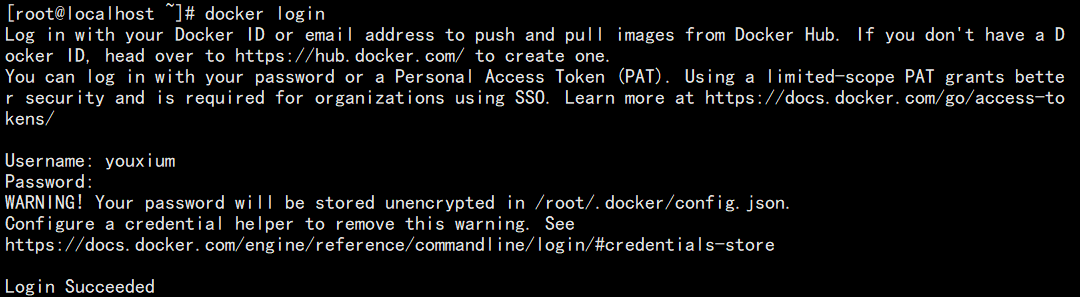 [root@localhost ~]# docker login
Log in with your Docker ID or email address to push and pull images from Docker Hub. If you don't have a D
ocker ID, head over to https://hub.docker.com/ to create one.
You can log in with your password or a Personal Access Token (PAT). Using a limited-scope PAT grants bette
r security and is required for organizations using SSO. Learn more at https://docs.docker.com/go/access-to
kens/
Username: youxium
Password:
WARNING! Your password will be stored unencrypted in /root/.docker/config.json.
Configure a credential helper to remove this warning. See
https://docs.docker.com/engine/reference/commandline/login/#credentials-store
Login Succeeded